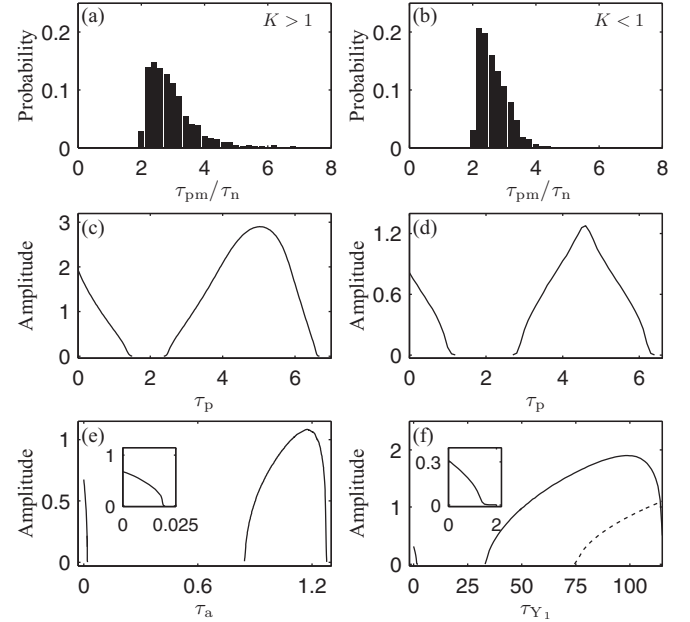 (a) K > 1
0.2
0.1
0
Probability
0 2 4 6 8
τpm/τn
(b) K < 1
0.2
0.1
0
Probability
0 2 4 6 8
τpm/τn
(c)
3
2
1
0
Amplitude
0 2 4 6
τp
(d)
1.2
0.6
0
Amplitude
0 2 4 6
τp
(e)
1
0.5
0
Amplitude
1
0
0 0.025
0 0.6 1.2
τa
(f)
2
1
0
Amplitude
0.3
0
0 2
0 25 50 75 100
τY1